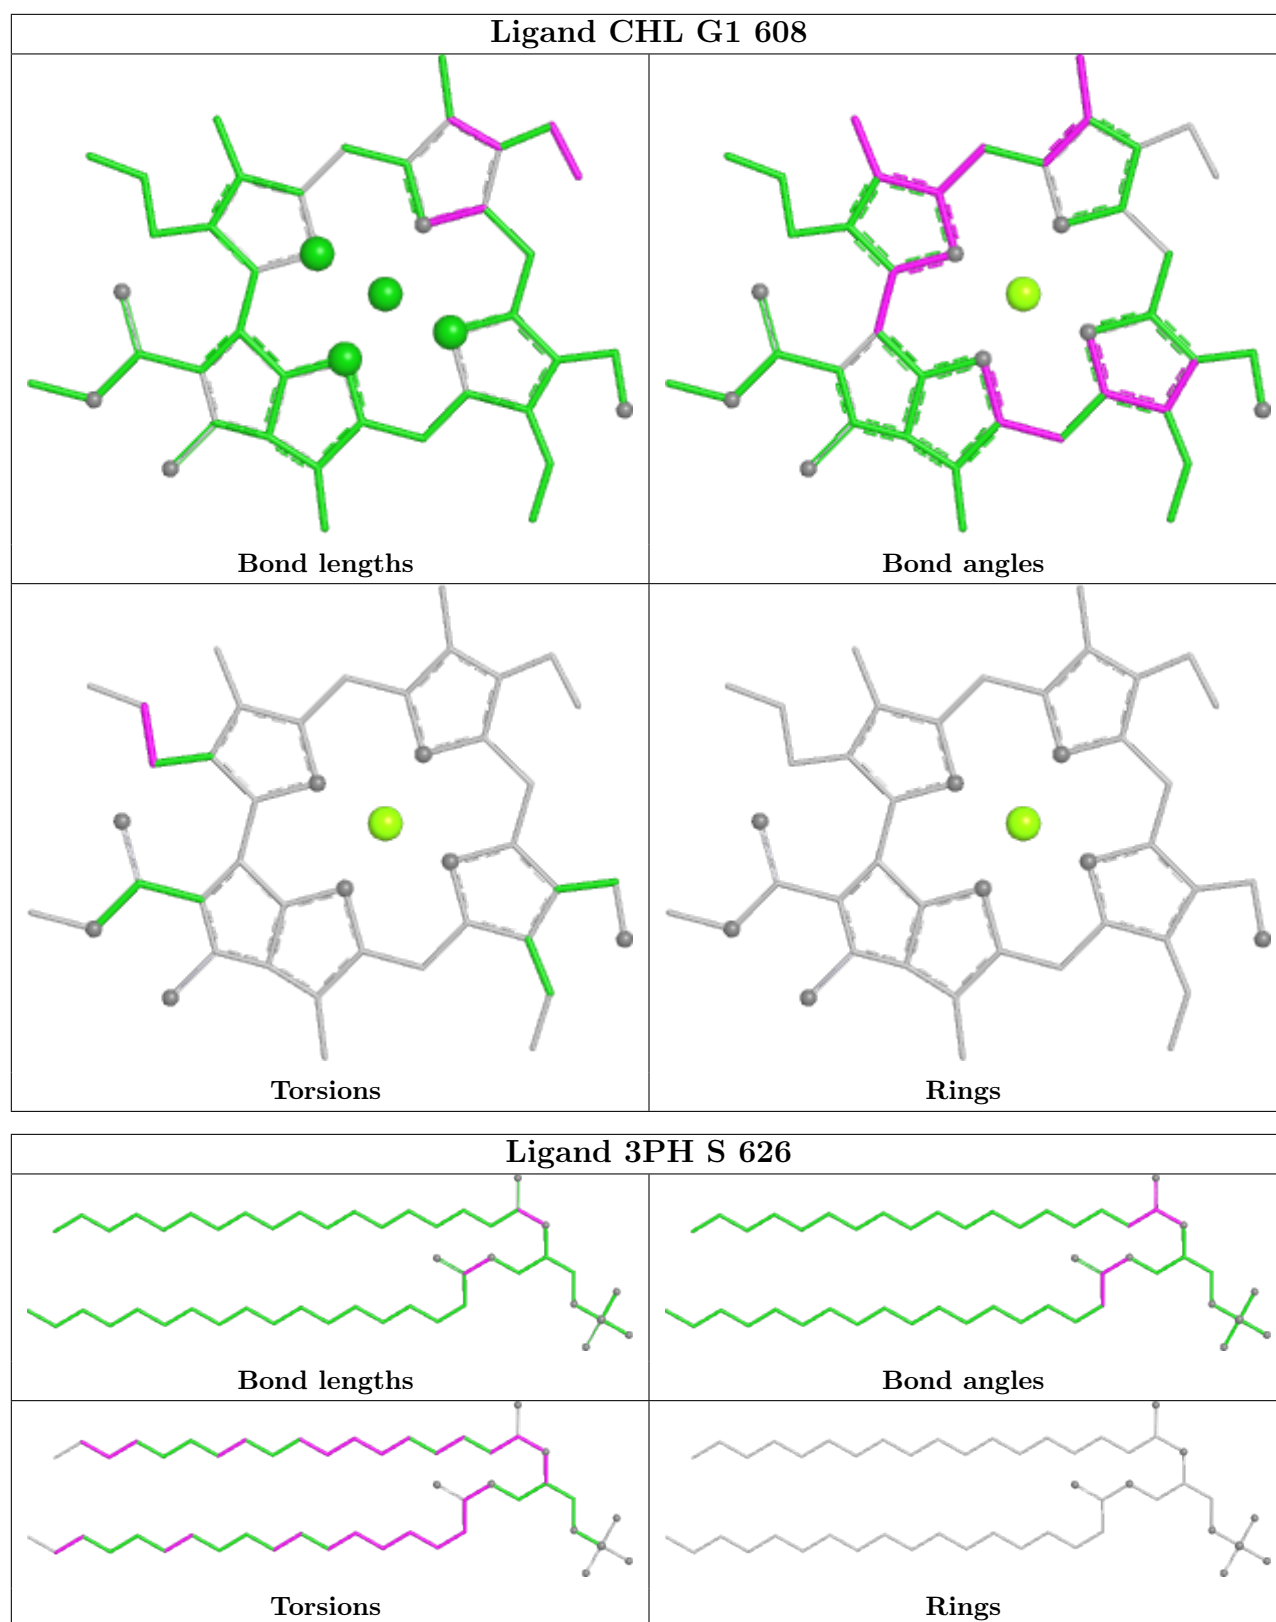 Ligand CHL G1 608
Bond lengths
Bond angles
Torsions
Rings
Ligand 3PH S 626
Bond lengths
Bond angles
Torsions
Rings